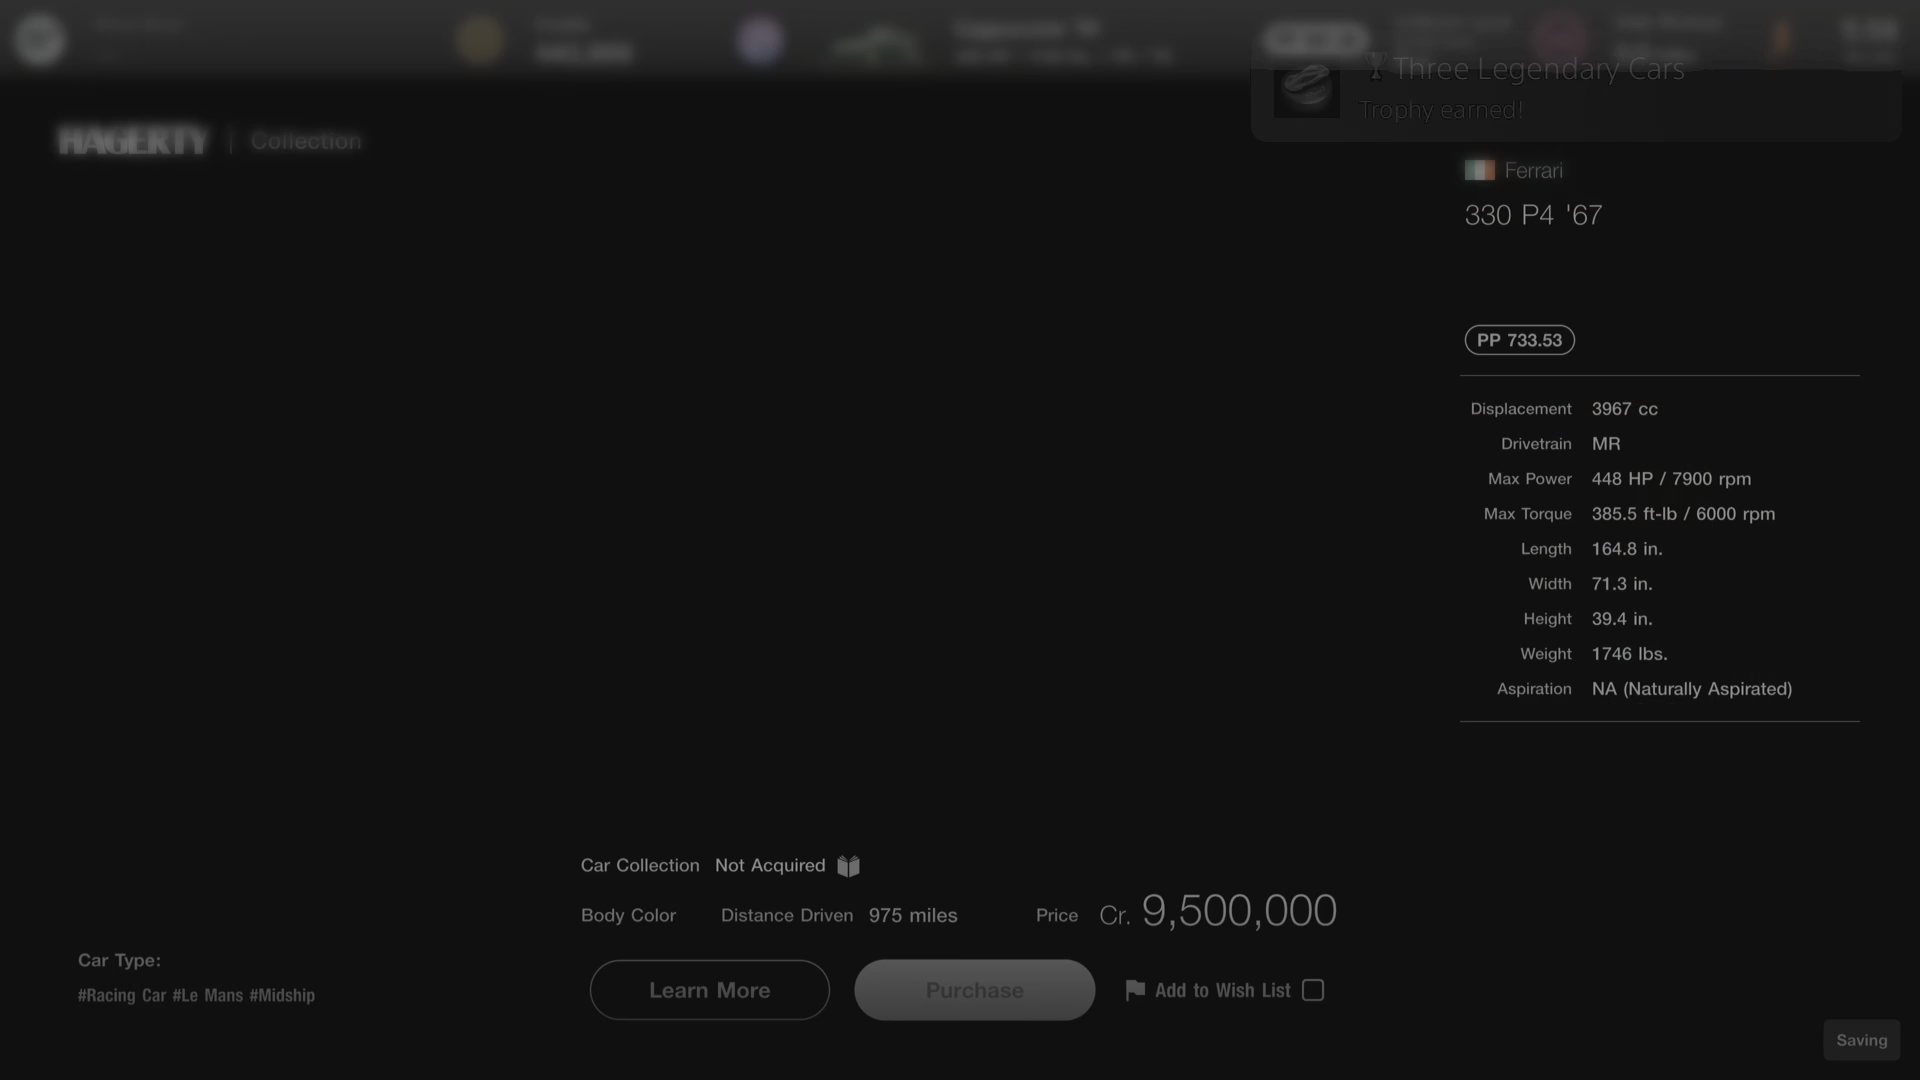 Three Legendary Cars
Trophy earned!
HAGERTY | Collection
Ferrari
330 P4 '67
PP 733.53
Displacement 3967 cc
Drivetrain MR
Max Power 448 HP / 7900 rpm
Max Torque 385.5 ft-lb / 6000 rpm
Length 164.8 in.
Width 71.3 in.
Height 39.4 in.
Weight 1746 lbs.
Aspiration NA (Naturally Aspirated)
Car Collection Not Acquired
Body Color Distance Driven 975 miles Price Cr. 9,500,000
Car Type:
#Racing Car #Le Mans #Midship
Learn More Purchase Add to Wish List
Saving